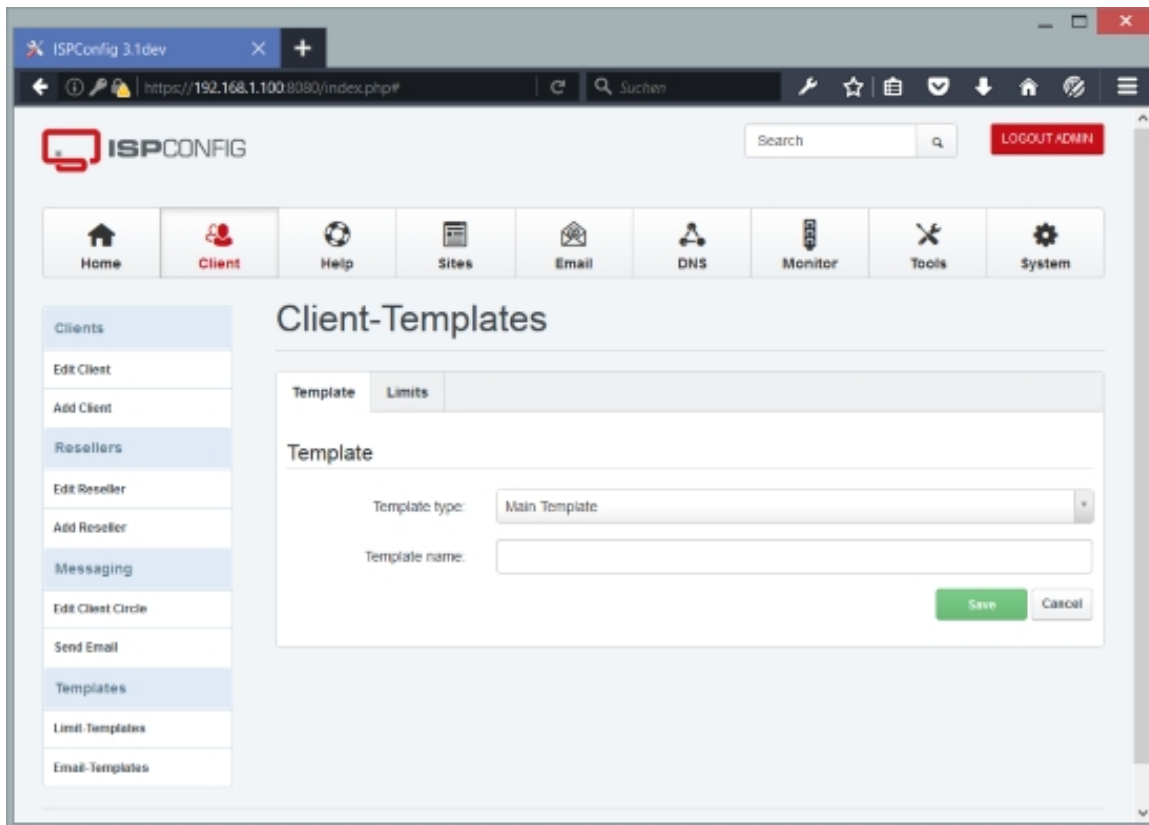 ISPConfig 3.1dev
https://192.168.1.100:8080/index.php#
Suchen
ISPCONFIG
Search
LOGOUT ADMIN
Home
Client
Help
Sites
Email
DNS
Monitor
Tools
System
Clients
Edit Client
Add Client
Resellers
Edit Reseller
Add Reseller
Messaging
Edit Client Circle
Send Email
Templates
Limit-Templates
Email-Templates
Client-Templates
Template
Limits
Template
Template type:
Main Template
Template name:
Save
Cancel